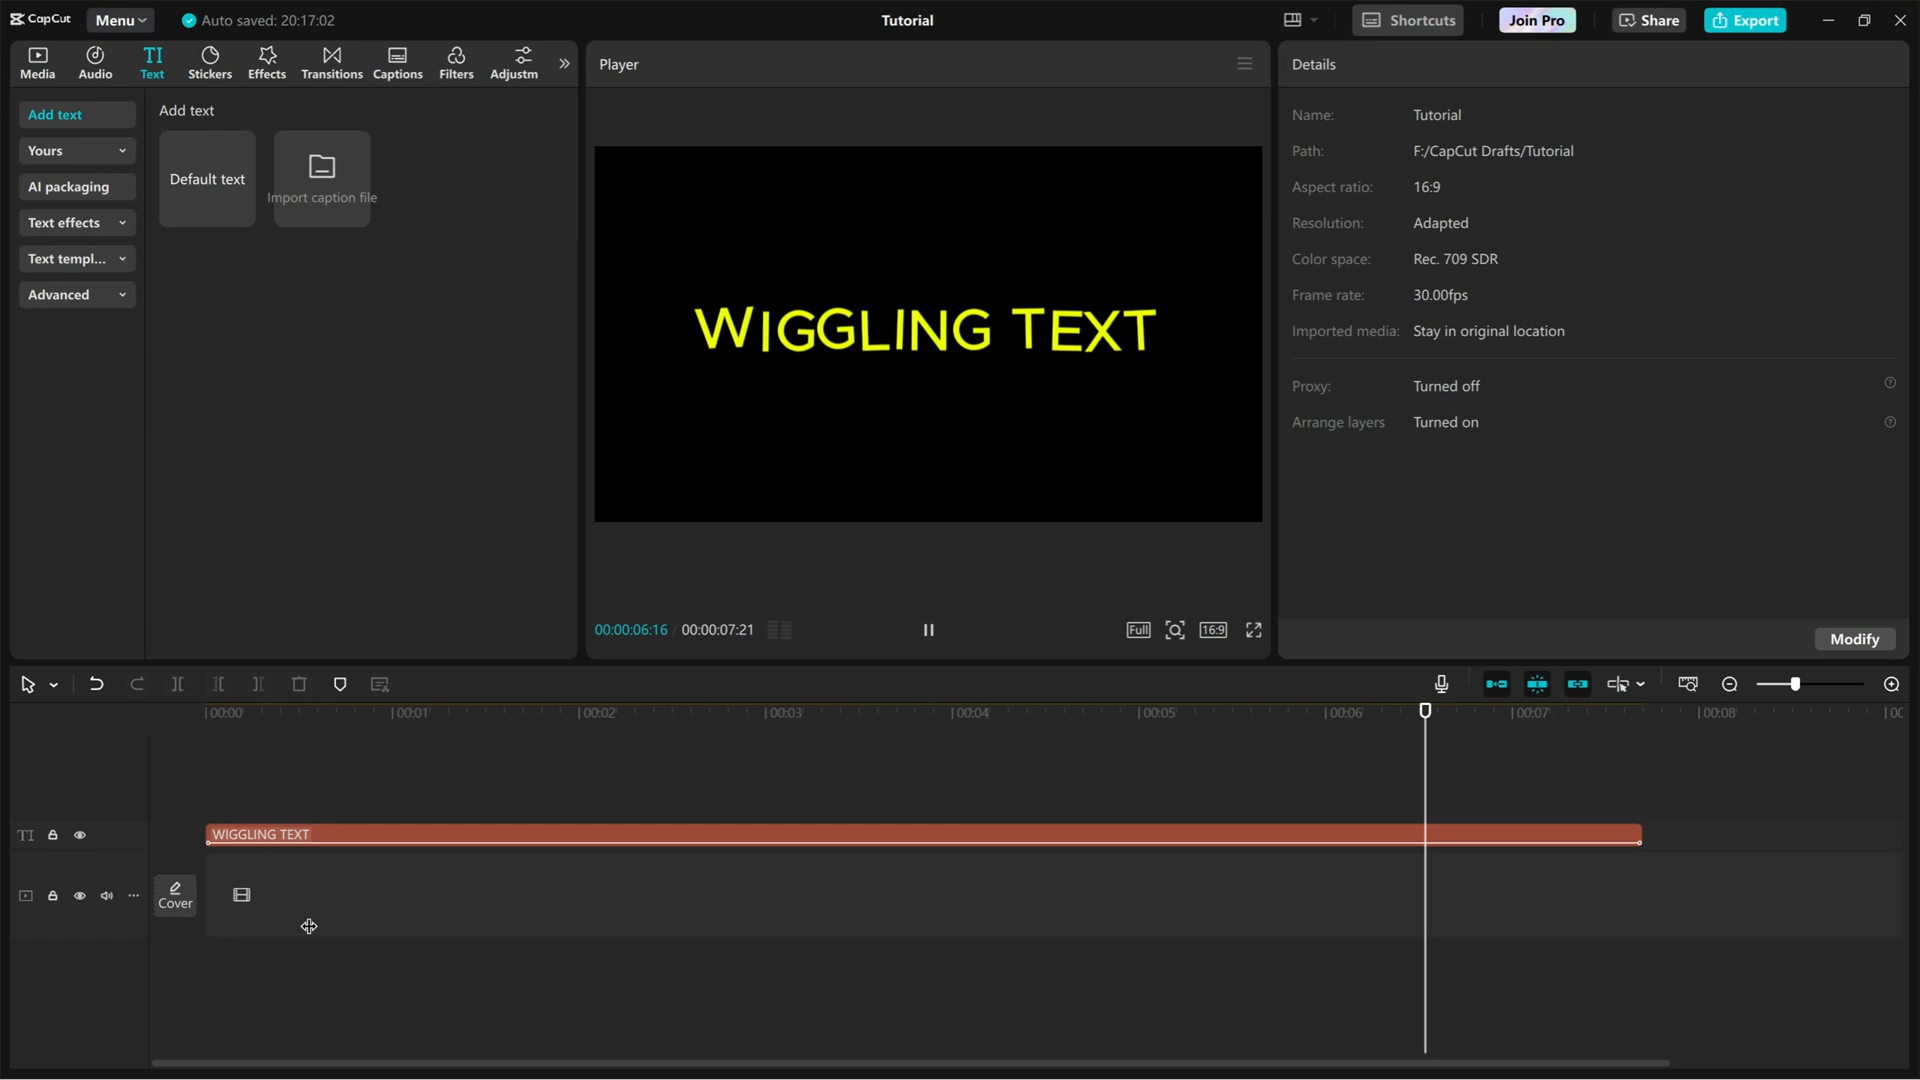 CapCut
Menu
Auto saved: 20:17:02
Tutorial
Shortcuts
Join Pro
Share
Export
Media
Audio
TI
Text
Stickers
Effects
Transitions
Captions
Filters
Adjustm
Player
Details
Add text
Yours
AI packaging
Text effects
Text templ...
Advanced
Add text
Default text
Import caption file
WIGGLING TEXT
00:00:06:16 / 00:00:07:21
Full
16:9
Name: Tutorial
Path: F:/CapCut Drafts/Tutorial
Aspect ratio: 16:9
Resolution: Adapted
Color space: Rec. 709 SDR
Frame rate: 30.00fps
Imported media: Stay in original location
Proxy: Turned off
Arrange layers Turned on
Modify
00:00 00:01 00:02 00:03 00:04 00:05 00:06 00:07 00:08
TI
WIGGLING TEXT
Cover